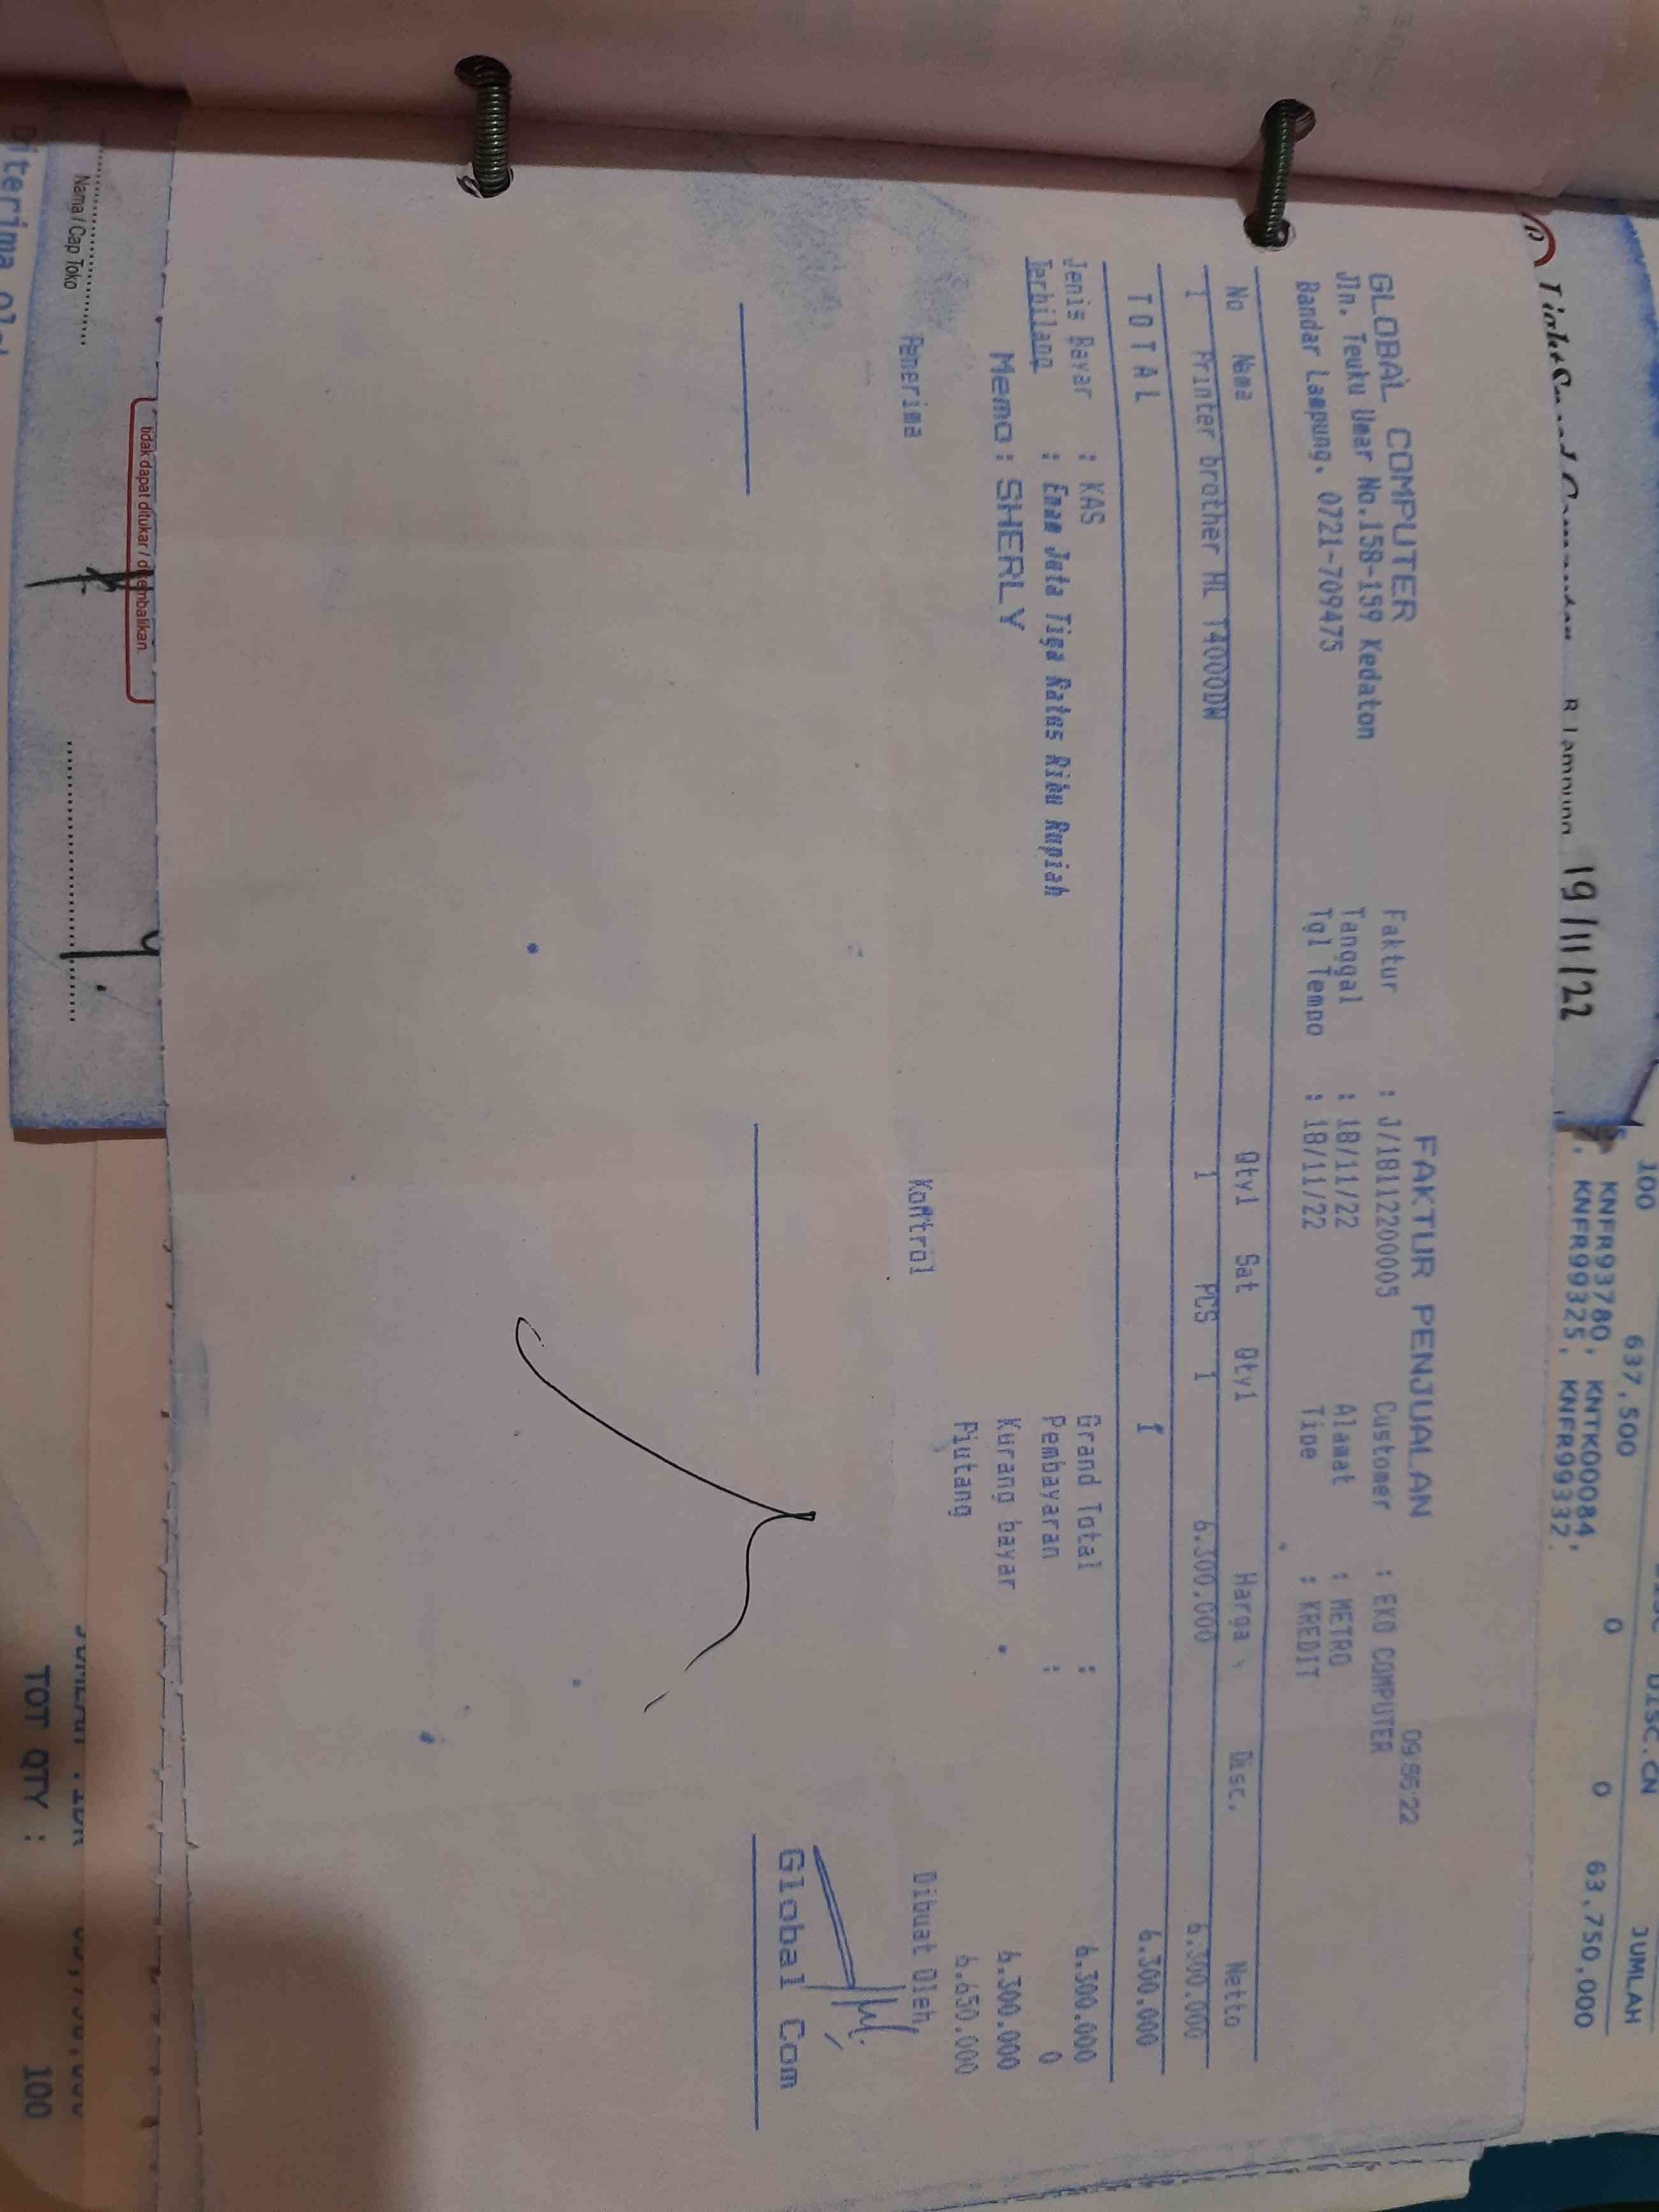 19/11/22
100 637,500 0 0 63,750,000
KNFR93780, KNTK00084,
KNFR99325, KNFR99332,
DISC.CN JUMLAH
FAKTUR PENJUALAN 09:55:22
GLOBAL COMPUTER
Jln. Teuku Umar No.158-159 Kedaton
Bandar Lampung. 0721-709475
Faktur : J/1811220005
Tanggal : 18/11/22
Tgl Tempo : 18/11/22
Customer : EKO COMPUTER
Alamat : METRO
Tipe : KREDIT
No Nama Qty1 Sat Qty1 Harga Disc. Netto
1 Printer brother HL T4000DW 1 PCS 1 6.300.000 6.300.000
T O T A L 1 6.300.000
Jenis Bayar : KAS
Terbilang : Enam Juta Tiga Ratus Ribu Rupiah
Memo : SHERLY
Grand Total : 6.300.000
Pembayaran : 0
Kurang bayar : 6.300.000
Piutang 6.650.000
Penerima Kontrol Dibuat Oleh,
Global Com
tidak dapat ditukar / dikembalikan.
Nama / Cap Toko
TOT QTY : 100